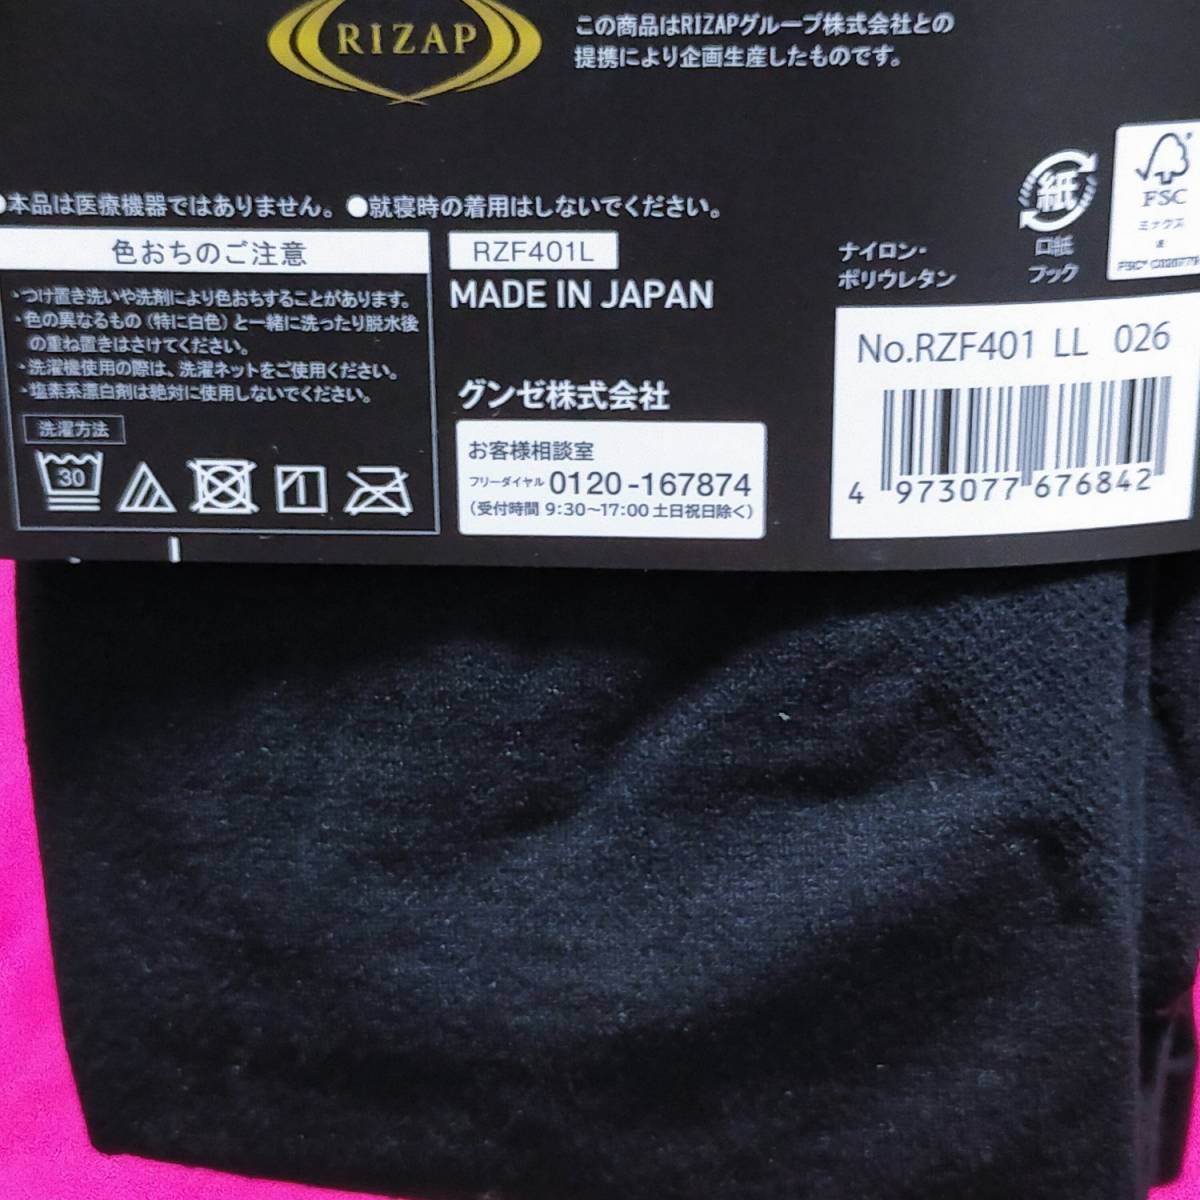 RIZAP
この商品はRIZAPグループ株式会社との
提携により企画生産したものです。
●本品は医療機器ではありません。●就寝時の着用はしないでください。
色おちのご注意
・つけ置き洗いや洗剤により色おちすることがあります。
・色の異なるもの(特に白色)と一緒に洗ったり脱水後
の重ね置きはさけてください。
・洗濯機使用の際は、洗濯ネットをご使用ください。
・塩素系漂白剤は絶対に使用しないでください。
洗濯方法
30
RZF401L
MADE IN JAPAN
グンゼ株式会社
お客様相談室
フリーダイヤル 0120-167874
(受付時間 9:30〜17:00 土日祝日除く)
ナイロン・
ポリウレタン
紙
口紙
フック
FSC
ミックス
No.RZF401 LL 026
4 973077 676842